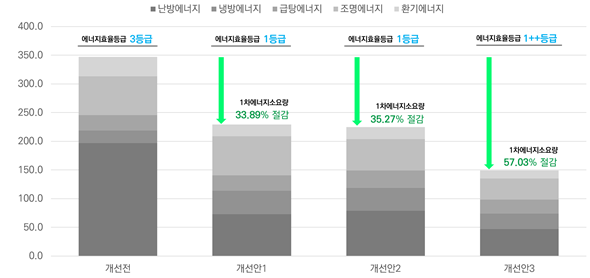 난방에너지 냉방에너지 급탕에너지 조명에너지 환기에너지
400.0
350.0
300.0
250.0
200.0
150.0
100.0
50.0
0.0
에너지효율등급 3등급
에너지효율등급 1등급
에너지효율등급 1등급
에너지효율등급 1++등급
1차에너지소요량
33.89% 절감
1차에너지소요량
35.27% 절감
1차에너지소요량
57.03% 절감
개선전 개선안1 개선안2 개선안3